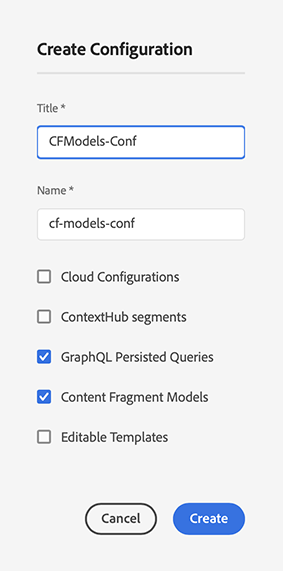 Create Configuration
Title *
CFModels-Conf
Name *
cf-models-conf
Cloud Configurations
ContextHub segments
GraphQL Persisted Queries
Content Fragment Models
Editable Templates
Cancel Create